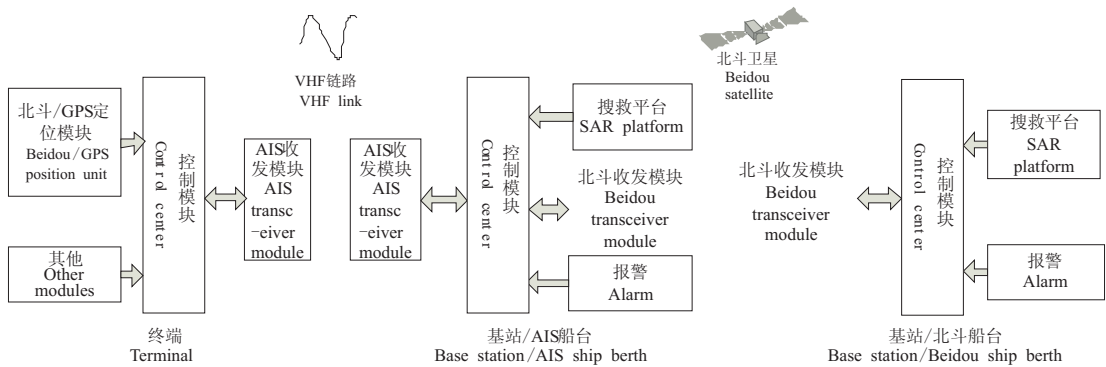 VHF链路
VHF link
北斗卫星
Beidou
satellite
北斗/GPS定
位模块
Beidou/GPS
position unit
其他
Other
modules
控制模块
Control center
AIS收
发模块
AIS
transc
-eiver
module
终端
Terminal
AIS收
发模块
AIS
transc
-eiver
module
控制模块
Control center
搜救平台
SAR platform
北斗收发模块
Beidou
transceiver
module
报警
Alarm
基站/AIS船台
Base station/AIS ship berth
北斗收发模块
Beidou
transceiver
module
控制模块
Gontrol center
搜救平台
SAR
platform
报警
Alarm
基站/北斗船台
Base station/Beidou ship berth